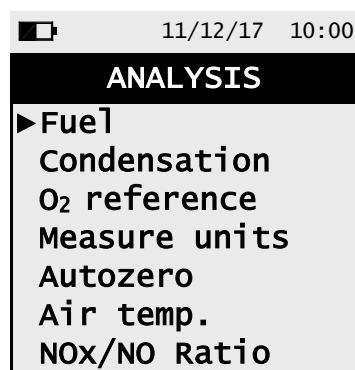 11/12/17 10:00
ANALYSIS
Fuel
Condensation
O₂ reference
Measure units
Autozero
Air temp.
NOx/NO Ratio